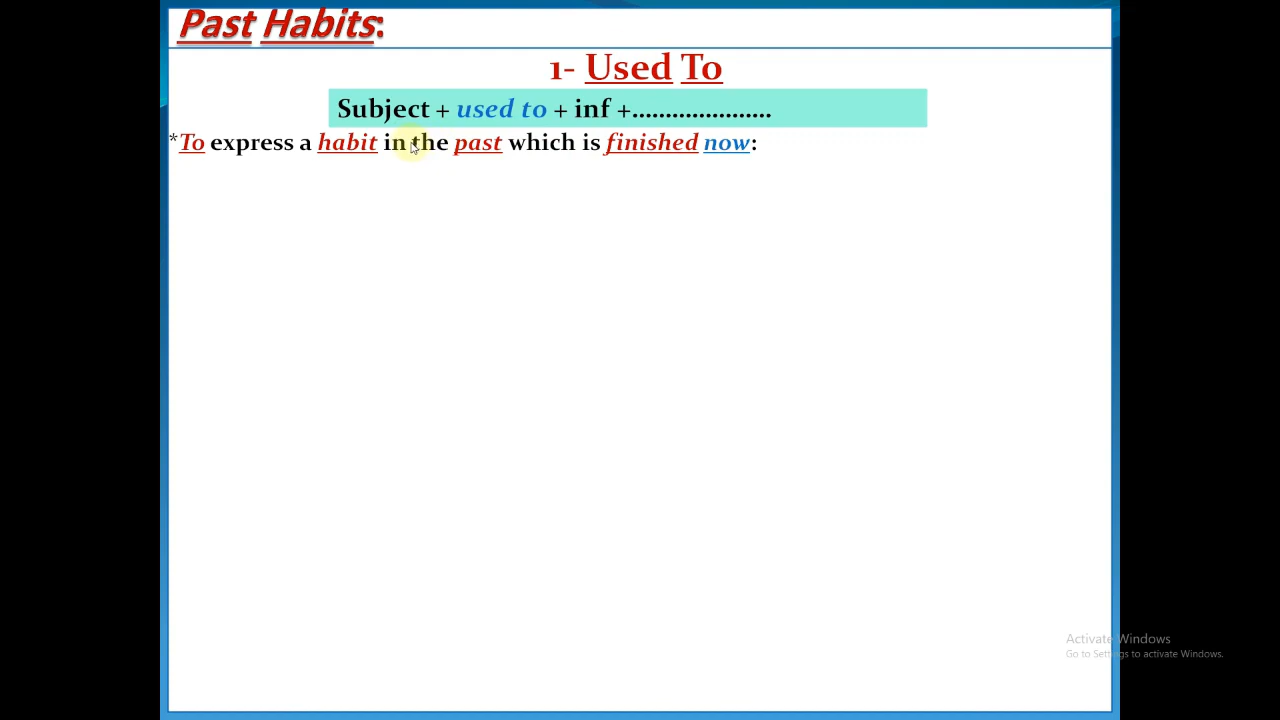 Past Habits:
1- Used To
Subject + used to + inf +.....................
*To express a habit in the past which is finished now:
Activate Windows
Go to Settings to activate Windows.